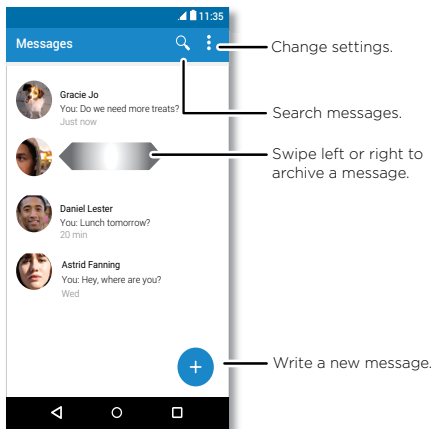 11:35
Messages
Change settings.
Gracie Jo
You: Do we need more treats?
Just now
Search messages.
Swipe left or right to
archive a message.
Daniel Lester
You: Lunch tomorrow?
20 min
Astrid Fanning
You: Hey, where are you?
Wed
Write a new message.